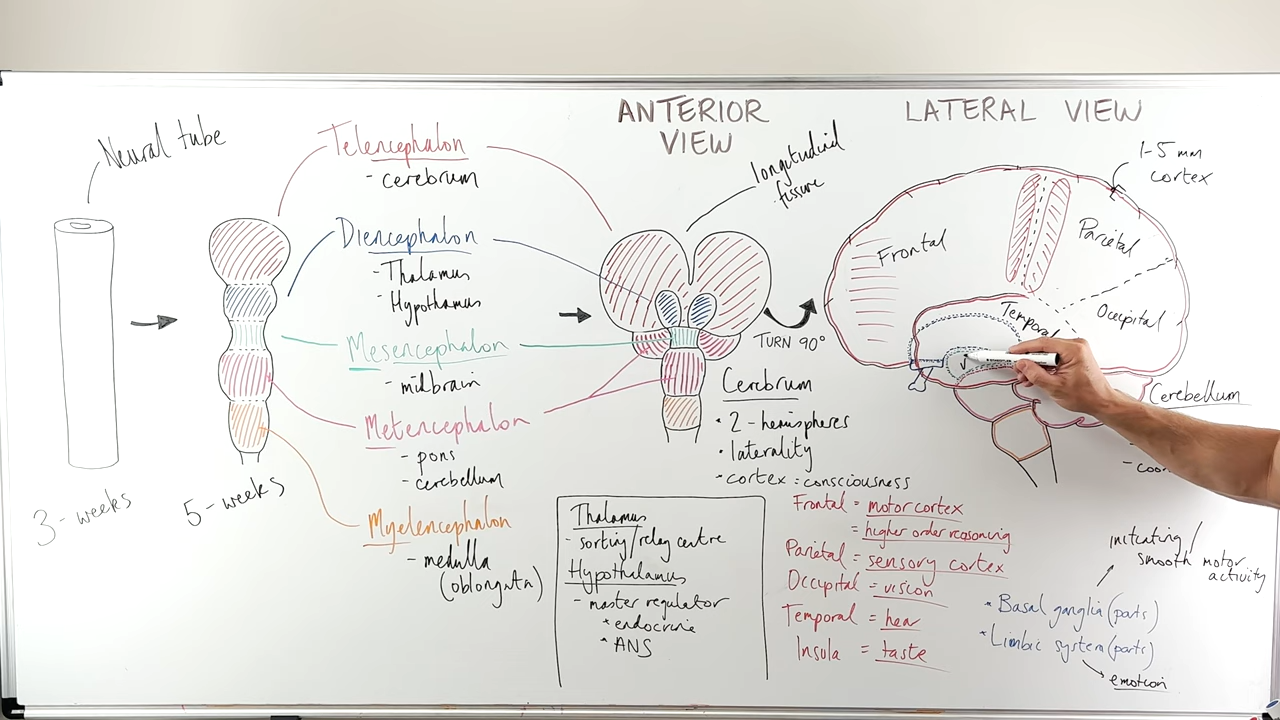 Neural tube
3-weeks
5-weeks
Telencephalon
- cerebrum
Diencephalon
- Thalamus
- Hypothamus
Mesencephalon
- midbrain
Metencephalon
- pons
- cerebellum
Myelencephalon
- medulla
(oblongata)
ANTERIOR
VIEW
longitudinal
fissure
TURN 90°
Cerebrum
• 2-hemispheres
• laterality
- cortex = consciousness
Thalamus
- sorting/relay centre
Hypothalamus
- master regulator
* endocrine
* ANS
LATERAL VIEW
1-5 mm
cortex
Frontal
Parietal
Temporal
Occipital
Cerebellum
Frontal = motor cortex
= higher order reasoning
Parietal = sensory cortex
Occipital = vision
Temporal = hear
Insula = taste
initiating/
smooth motor
activity
* Basal ganglia (parts)
* Limbic system (parts)
emotion